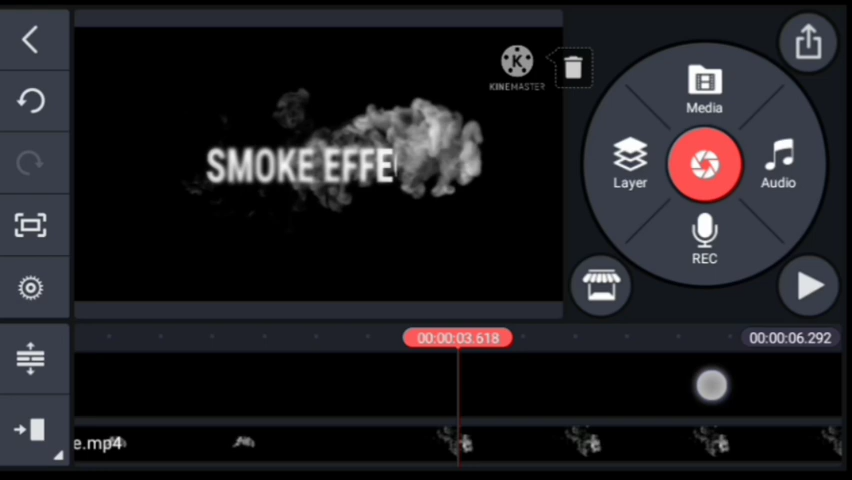 KINEMASTER
SMOKE EFFE
Media
Layer
Audio
REC
00:00:03.618
00:00:06.292
e.mp4